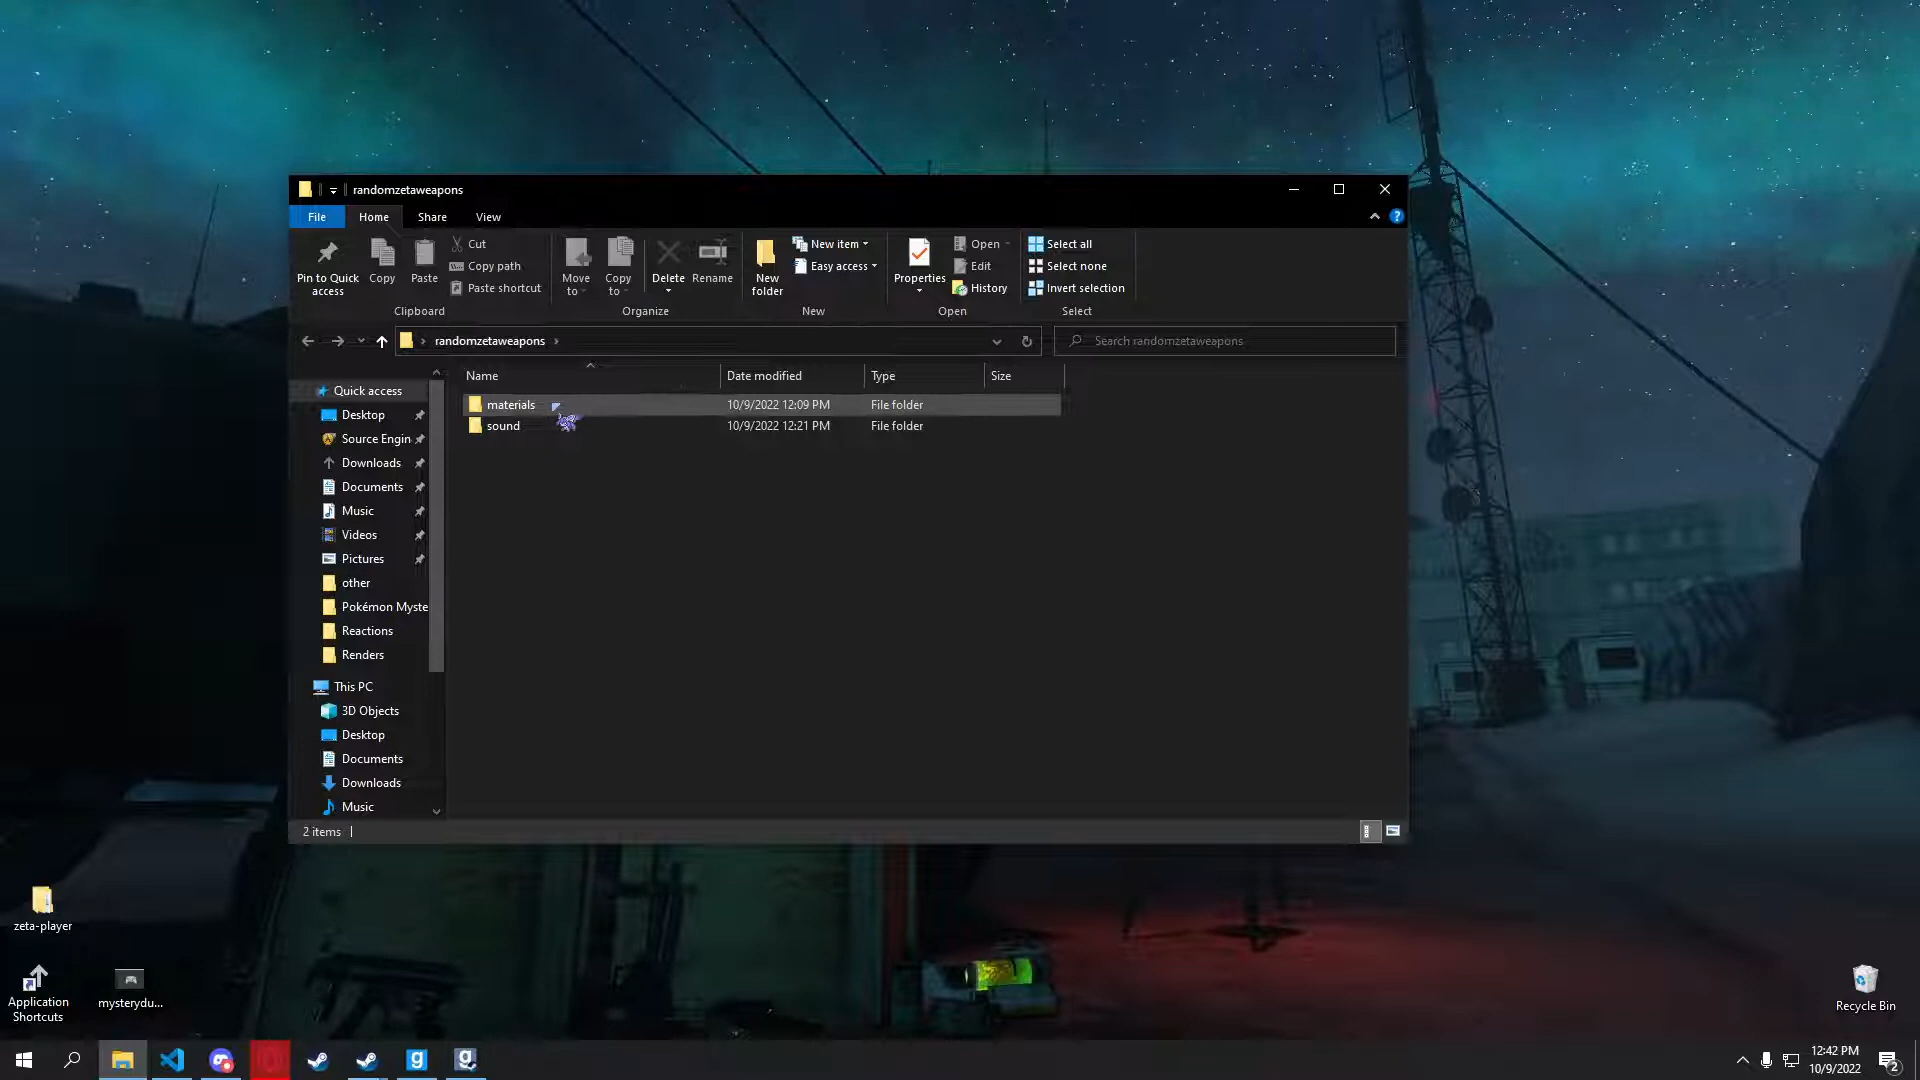 randomzetaweapons
File
Home
Share
View
Pin to Quick access
Copy
Paste
Cut
Copy path
Paste shortcut
Clipboard
Move to
Copy to
Delete
Rename
Organize
New folder
New item
Easy access
New
Properties
Open
Edit
History
Open
Select all
Select none
Invert selection
Select
randomzetaweapons
Search randomzetaweapons
Name
Date modified
Type
Size
materials
10/9/2022 12:09 PM
File folder
sound
10/9/2022 12:21 PM
File folder
Quick access
Desktop
Source Engin
Downloads
Documents
Music
Videos
Pictures
other
Pokémon Myste
Reactions
Renders
This PC
3D Objects
Desktop
Documents
Downloads
Music
2 items
zeta-player
Application Shortcuts
mysterydu...
Recycle Bin
12:42 PM
10/9/2022
2